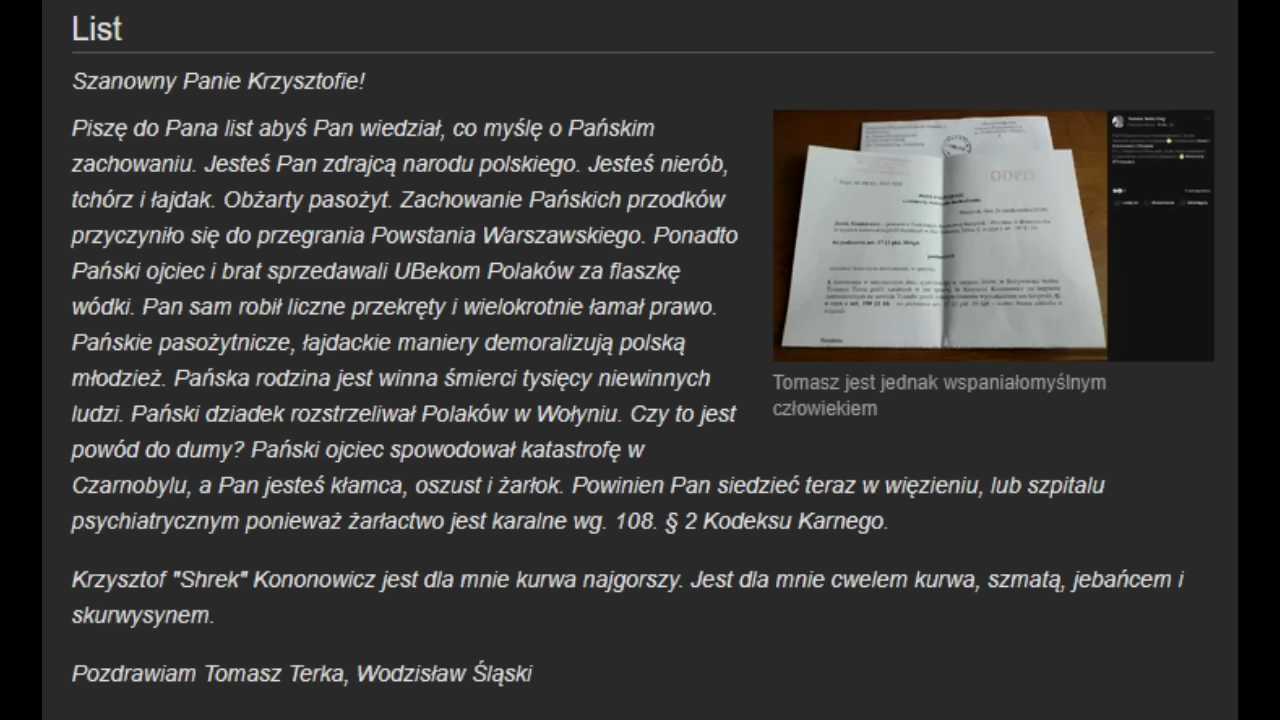 List
Szanowny Panie Krzysztofie!
Piszę do Pana list abyś Pan wiedział, co myślę o Pańskim
zachowaniu. Jesteś Pan zdrajcą narodu polskiego. Jesteś nierób,
tchórz i łajdak. Obżarty pasożyt. Zachowanie Pańskich przodków
przyczyniło się do przegrania Powstania Warszawskiego. Ponadto
Pański ojciec i brat sprzedawali UBekom Polaków za flaszkę
wódki. Pan sam robił liczne przekręty i wielokrotnie łamał prawo.
Pańskie pasożytnicze, łajdackie maniery demoralizują polską
młodzież. Pańska rodzina jest winna śmierci tysięcy niewinnych
ludzi. Pański dziadek rozstrzeliwał Polaków w Wołyniu. Czy to jest
powód do dumy? Pański ojciec spowodował katastrofę w
Czarnobylu, a Pan jesteś kłamca, oszust i żarłok. Powinien Pan siedzieć teraz w więzieniu, lub szpitalu
psychiatrycznym ponieważ żarłactwo jest karalne wg. 108. § 2 Kodeksu Karnego.
ODPIS
Tomasz jest jednak wspaniałomyślnym
człowiekiem
Krzysztof "Shrek" Kononowicz jest dla mnie kurwa najgorszy. Jest dla mnie cwelem kurwa, szmatą, jebańcem i
skurwysynem.
Pozdrawiam Tomasz Terka, Wodzisław Śląski